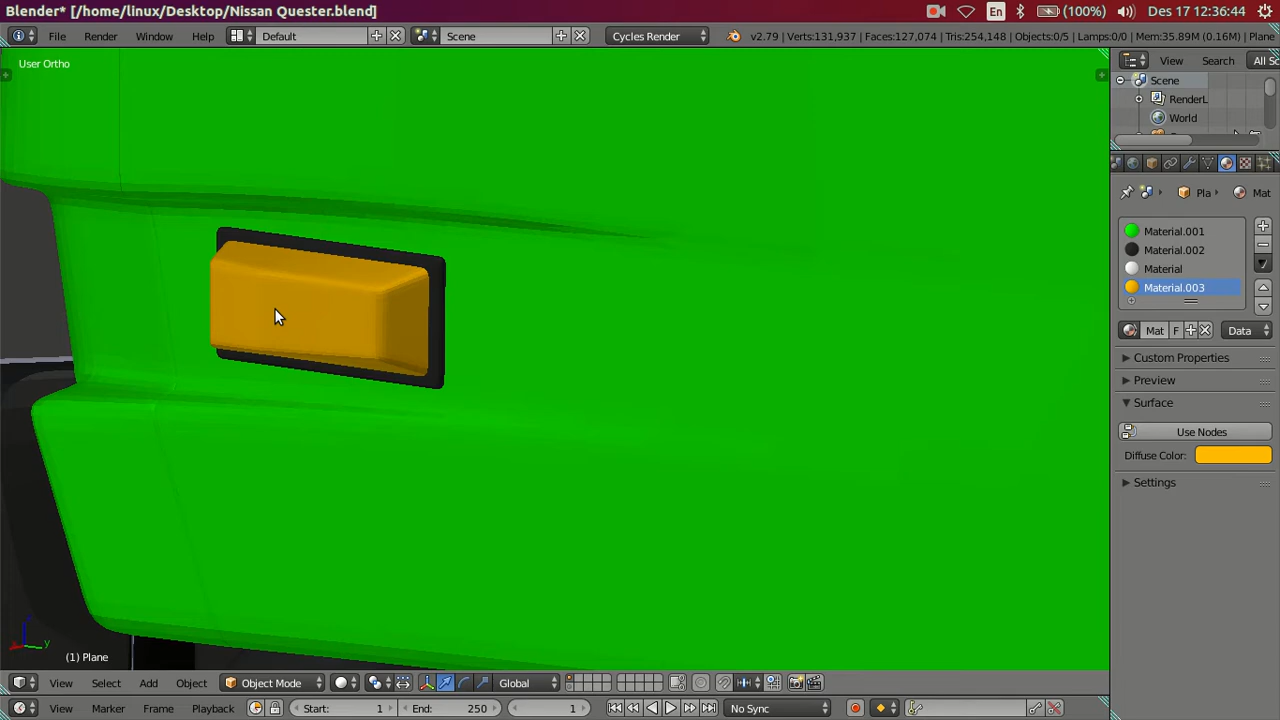 Blender* [/home/linux/Desktop/Nissan Quester.blend]
En (100%) Des 17 12:36:44
File Render Window Help Default Scene Cycles Render v2.79 | Verts:131,937 | Faces:127,074 | Tris:254,148 | Objects:0/5 | Lamps:0/0 | Mem:35.89M (0.16M) | Plane
User Ortho
View Search All Sc
Scene
RenderL
World
Pla Mat
Material.001
Material.002
Material
Material.003
Mat F Data
Custom Properties
Preview
Surface
Use Nodes
Diffuse Color:
Settings
z
y
(1) Plane
View Select Add Object Object Mode Global
View Marker Frame Playback Start: 1 End: 250 1 No Sync